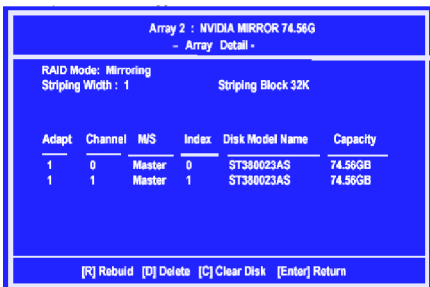 Array 2 : NVIDIA MIRROR 74.56G
– Array Detail -
RAID Mode: Mirroring
Striping Width : 1 Striping Block 32K
Adapt Channel M/S Index Disk Model Name Capacity
1 0 Master 0 ST380023AS 74.56GB
1 1 Master 1 ST380023AS 74.56GB
[R] Rebuid [D] Delete [C] Clear Disk [Enter] Return